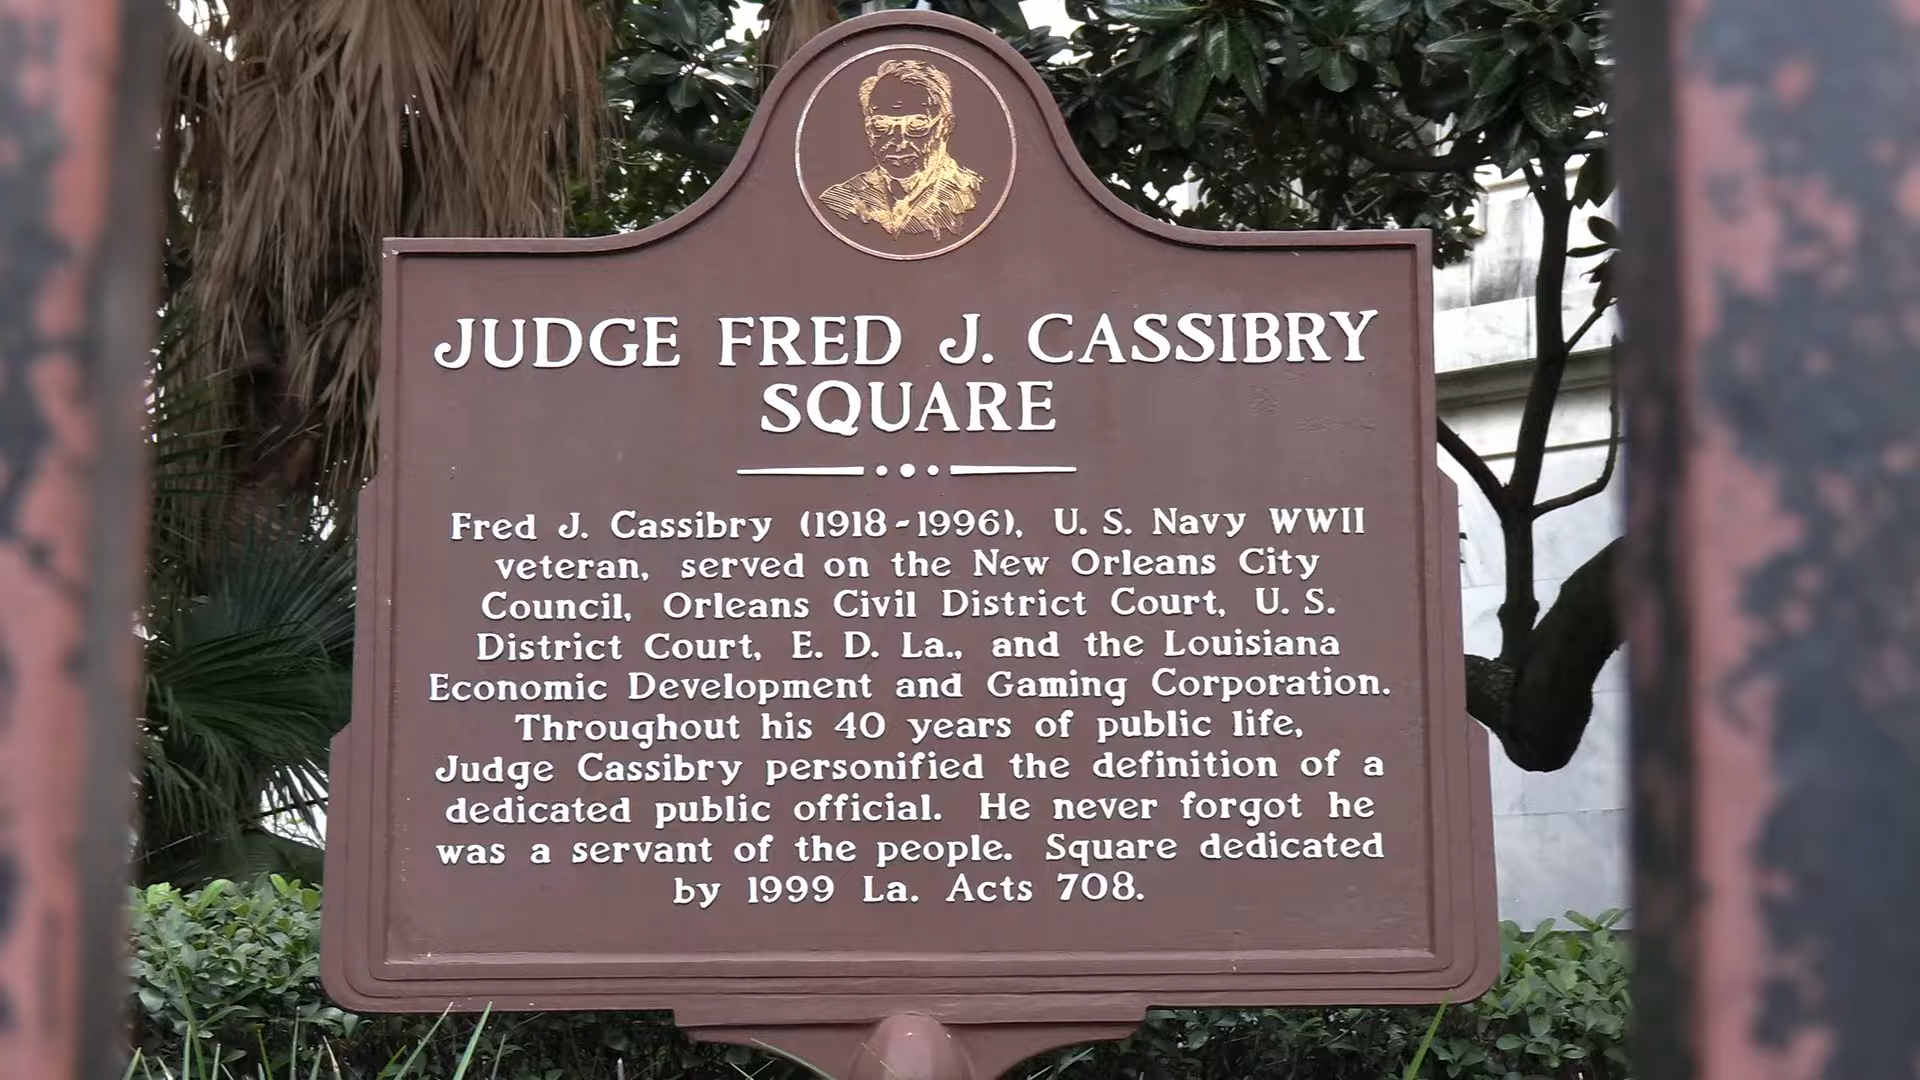 JUDGE FRED J. CASSIBRY
SQUARE
Fred J. Cassibry (1918-1996), U. S. Navy WWII
veteran, served on the New Orleans City
Council, Orleans Civil District Court, U. S.
District Court, E. D. La., and the Louisiana
Economic Development and Gaming Corporation.
Throughout his 40 years of public life,
Judge Cassibry personified the definition of a
dedicated public official. He never forgot he
was a servant of the people. Square dedicated
by 1999 La. Acts 708.